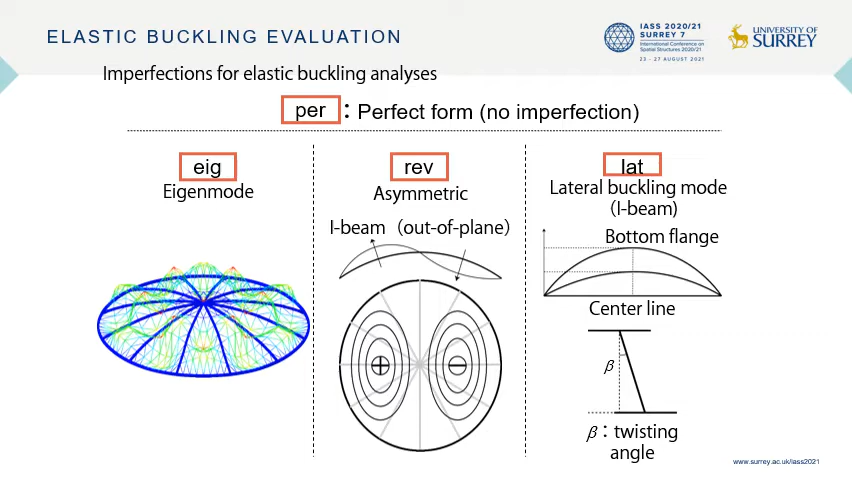 ELASTIC BUCKLING EVALUATION
IASS 2020/21
SURREY 7
International Conference on
Spatial Structures 2020/21
23 - 27 AUGUST 2021
UNIVERSITY OF
SURREY
Imperfections for elastic buckling analyses
per : Perfect form (no imperfection)
eig
Eigenmode
rev
Asymmetric
I-beam (out-of-plane)
+
−
lat
Lateral buckling mode
(I-beam)
Bottom flange
Center line
β
β : twisting
angle
www.surrey.ac.uk/iass2021